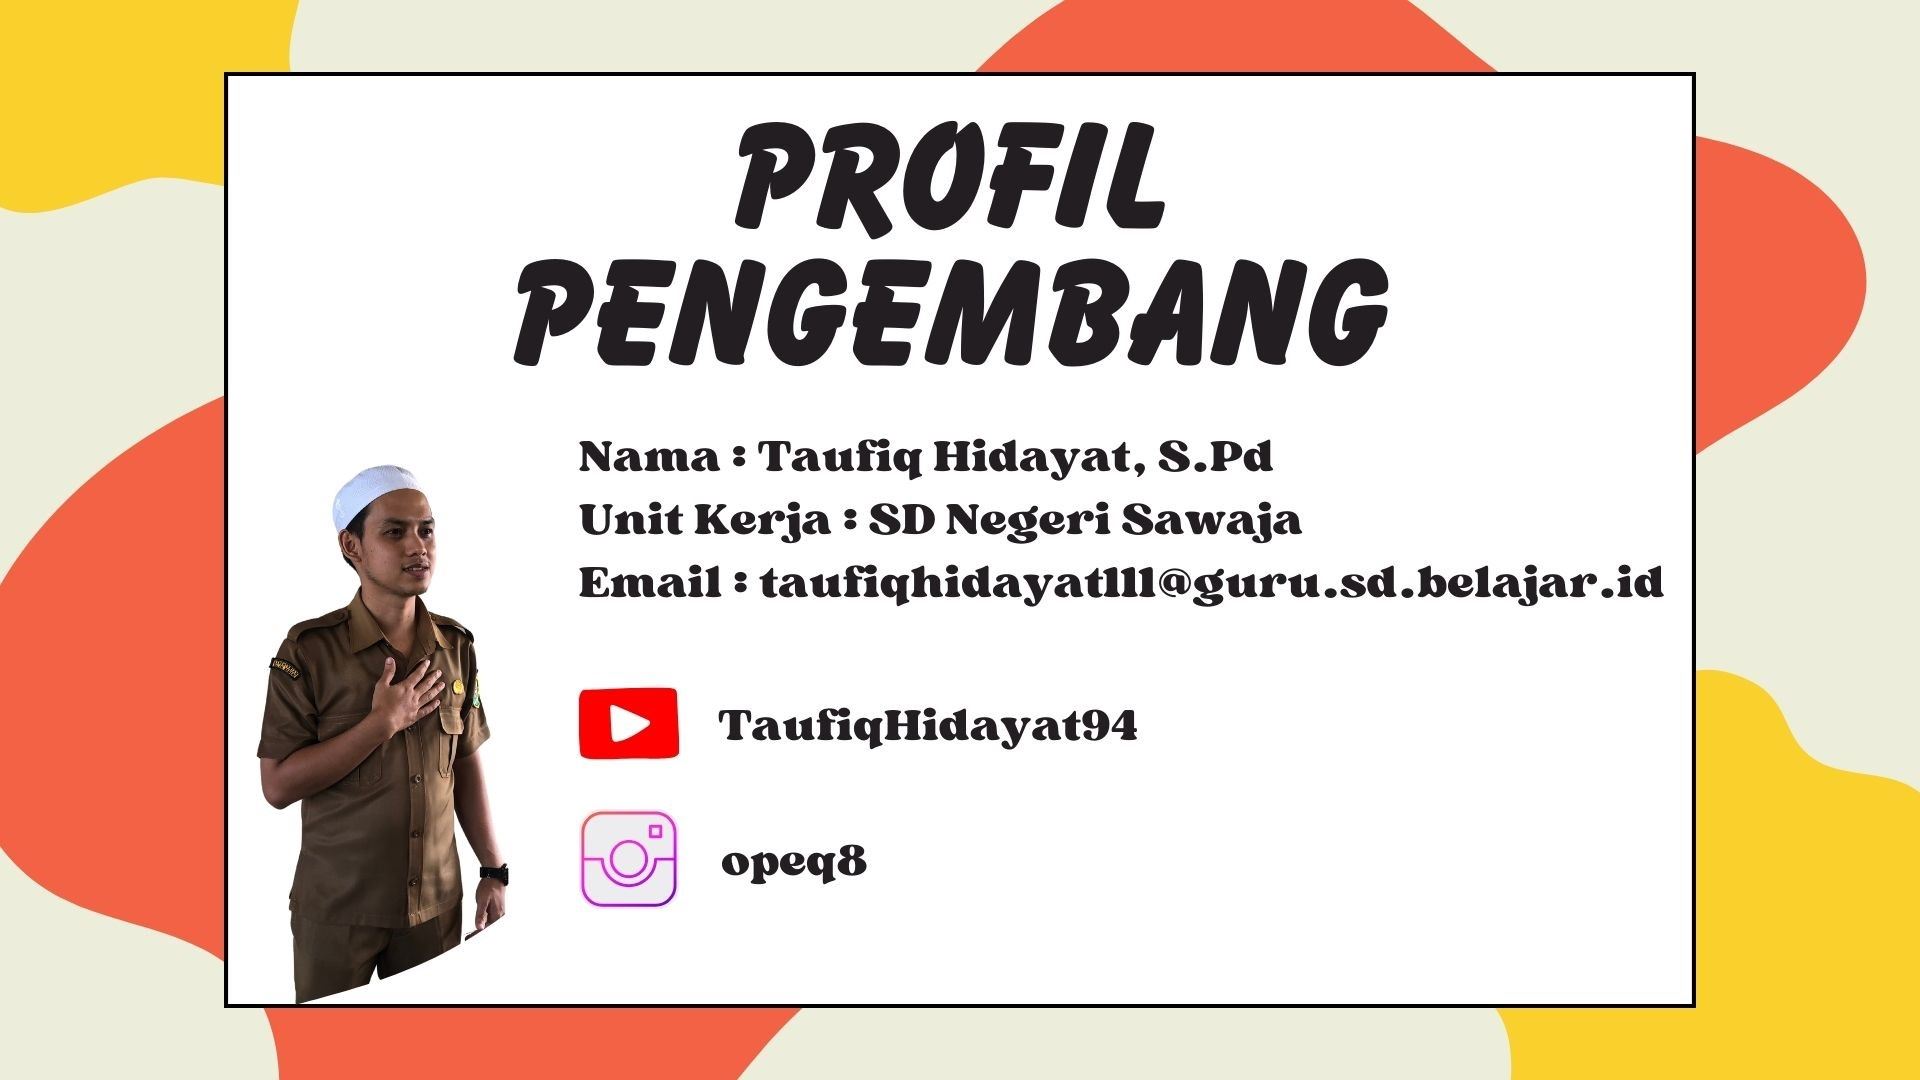 PROFIL
PENGEMBANG
Nama : Taufiq Hidayat, S.Pd
Unit Kerja : SD Negeri Sawaja
Email : taufiqhidayat111@guru.sd.belajar.id
TaufiqHidayat94
opeq8